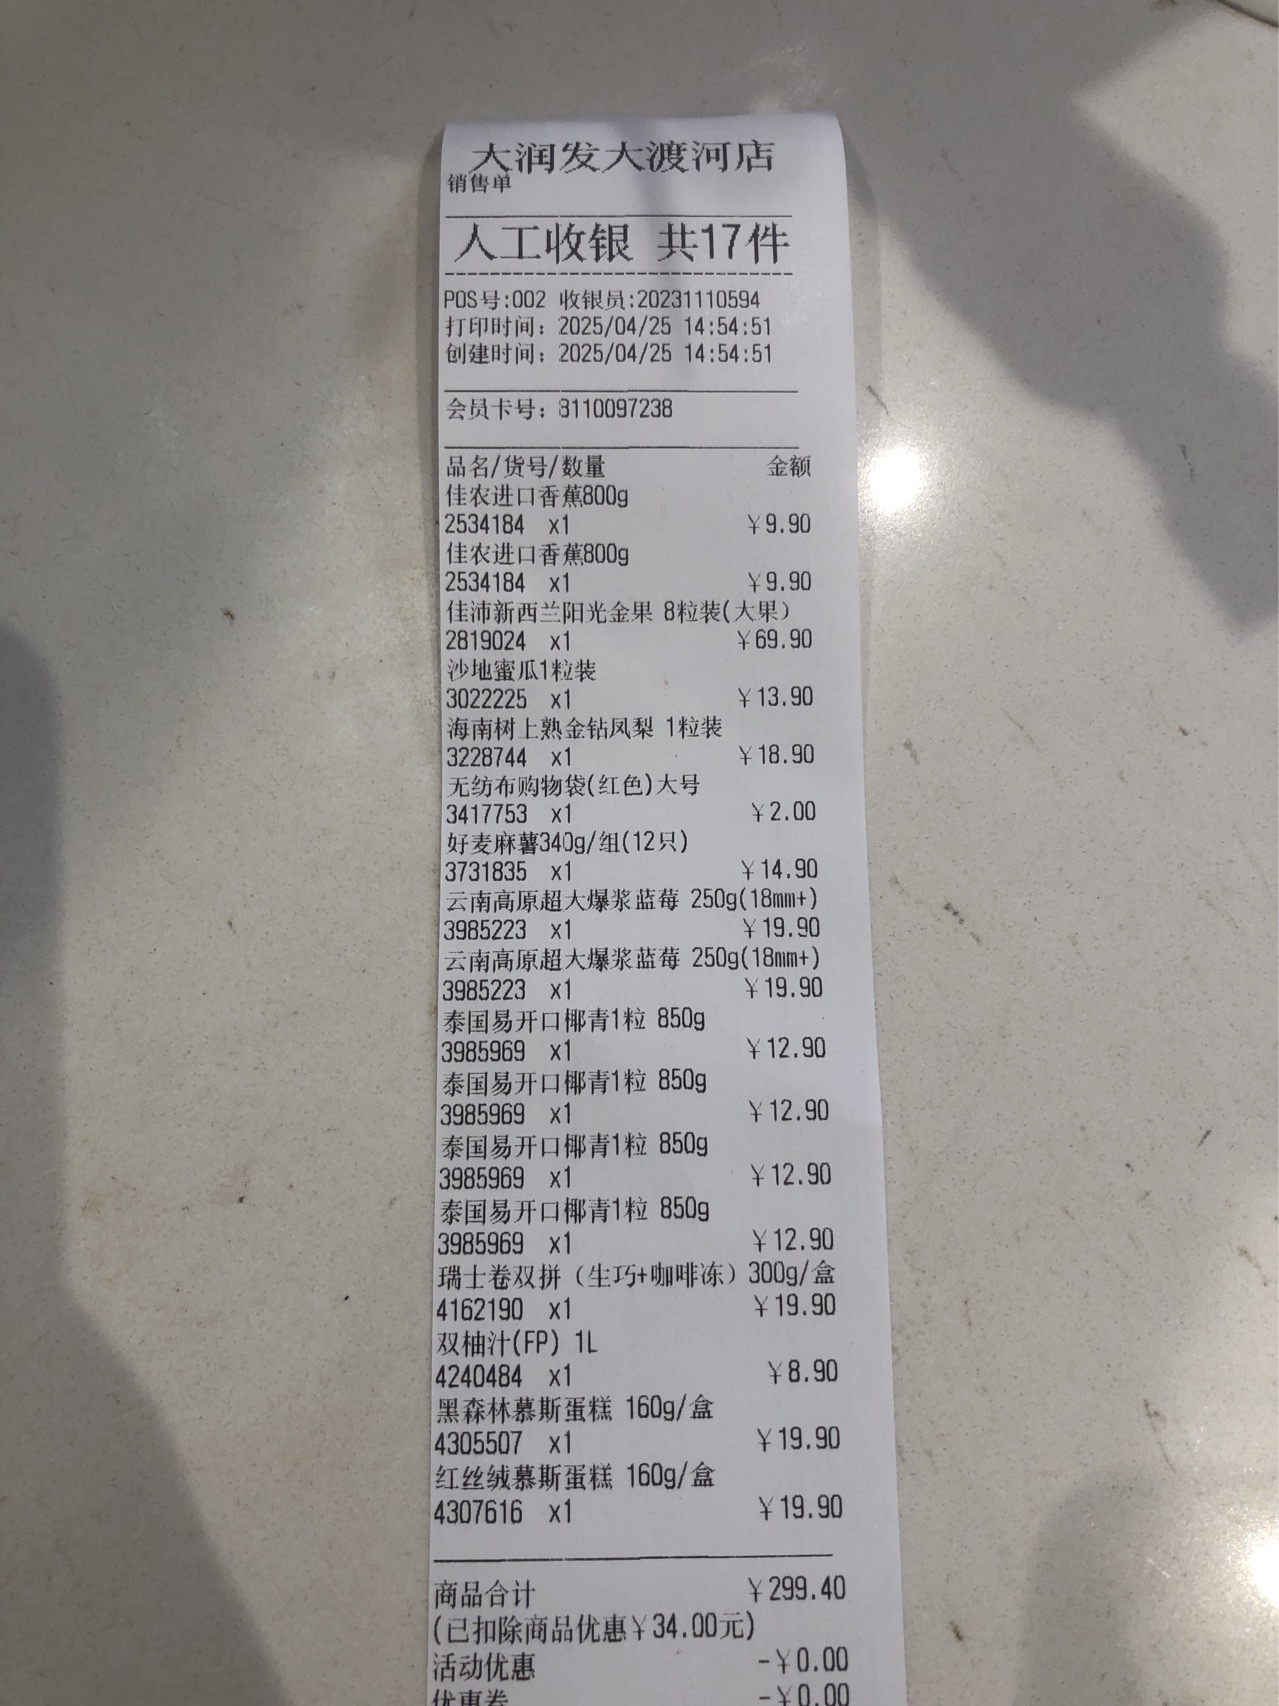 大润发大渡河店
销售单
人工收银 共17件
POS号:002 收银员:20231110594
打印时间：2025/04/25 14:54:51
创建时间：2025/04/25 14:54:51
会员卡号：8110097238
品名/货号/数量 金额
佳农进口香蕉800g
2534184 x1 ￥9.90
佳农进口香蕉800g
2534184 x1 ￥9.90
佳沛新西兰阳光金果 8粒装(大果）
2819024 x1 ￥69.90
沙地蜜瓜1粒装
3022225 x1 ￥13.90
海南树上熟金钻凤梨 1粒装
3228744 x1 ￥18.90
无纺布购物袋(红色)大号
3417753 x1 ￥2.00
好麦麻薯340g/组(12只)
3731835 x1 ￥14.90
云南高原超大爆浆蓝莓 250g(18mm+)
3985223 x1 ￥19.90
云南高原超大爆浆蓝莓 250g(18mm+)
3985223 x1 ￥19.90
泰国易开口椰青1粒 850g
3985969 x1 ￥12.90
泰国易开口椰青1粒 850g
3985969 x1 ￥12.90
泰国易开口椰青1粒 850g
3985969 x1 ￥12.90
泰国易开口椰青1粒 850g
3985969 x1 ￥12.90
瑞士卷双拼（生巧+咖啡冻）300g/盒
4162190 x1 ￥19.90
双柚汁(FP) 1L
4240484 x1 ￥8.90
黑森林慕斯蛋糕 160g/盒
4305507 x1 ￥19.90
红丝绒慕斯蛋糕 160g/盒
4307616 x1 ￥19.90
商品合计 ￥299.40
(已扣除商品优惠￥34.00元)
活动优惠 -￥0.00
优惠券 -￥0.00